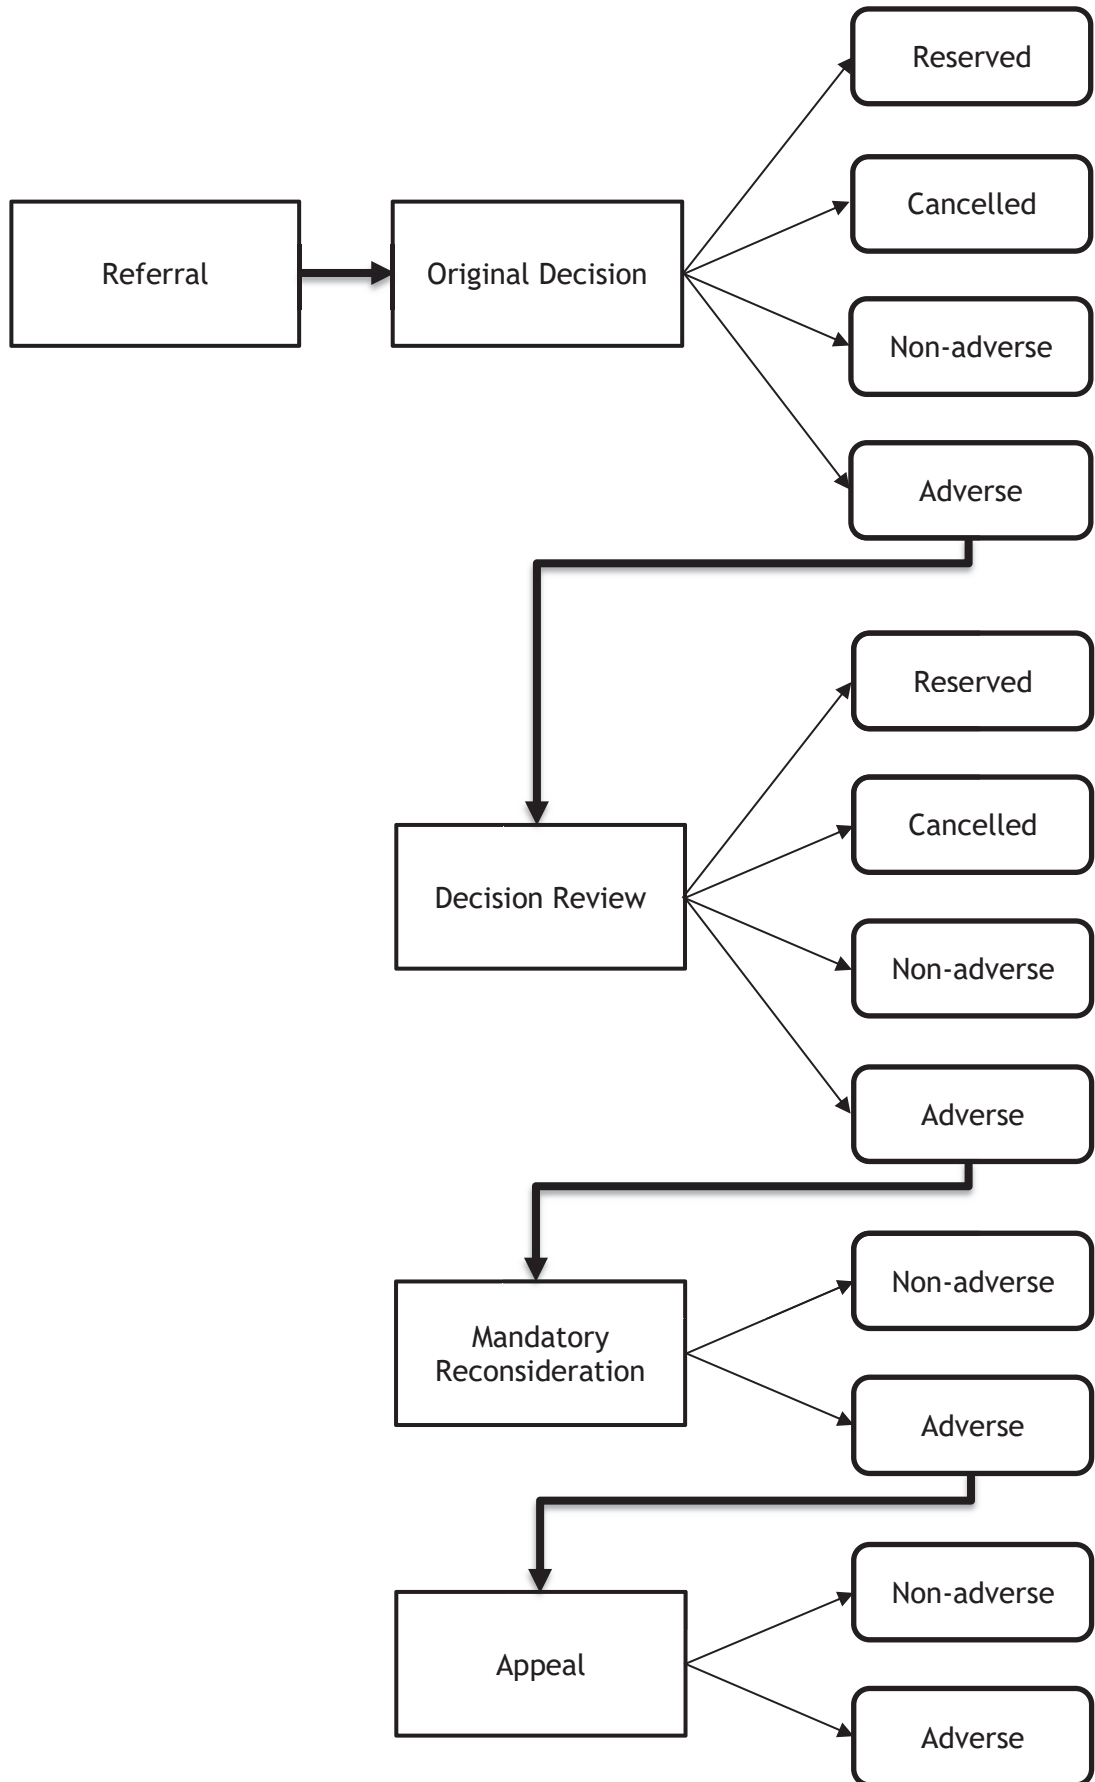 Reserved
Cancelled
Referral
Original Decision
Non-adverse
Adverse
Reserved
Cancelled
Decision Review
Non-adverse
Adverse
Non-adverse
Mandatory
Reconsideration
Adverse
Non-adverse
Appeal
Adverse